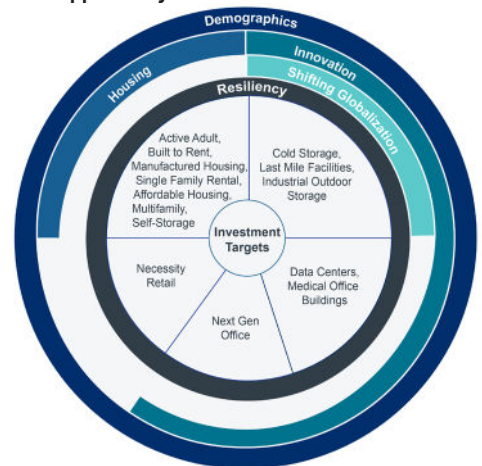 Demographics
Housing
Innovation
Shifting Globalization
Resiliency
Active Adult,
Built to Rent,
Manufactured Housing,
Single Family Rental,
Affordable Housing,
Multifamily,
Self-Storage
Cold Storage,
Last Mile Facilities,
Industrial Outdoor
Storage
Investment
Targets
Necessity
Retail
Data Centers,
Medical Office
Buildings
Next Gen
Office